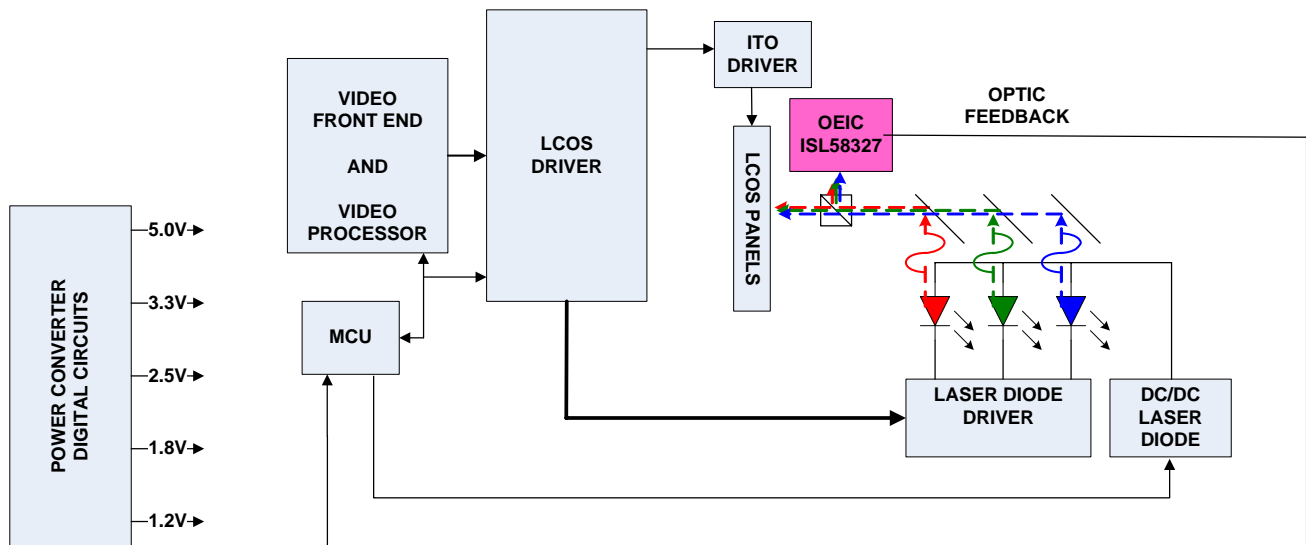 POWER CONVERTER
DIGITAL CIRCUITS
5.0V
3.3V
2.5V
1.8V
1.2V
VIDEO
FRONT END
AND
VIDEO
PROCESSOR
MCU
LCOS
DRIVER
ITO
DRIVER
LCOS PANELS
OEIC
ISL58327
OPTIC
FEEDBACK
LASER DIODE
DRIVER
DC/DC
LASER
DIODE